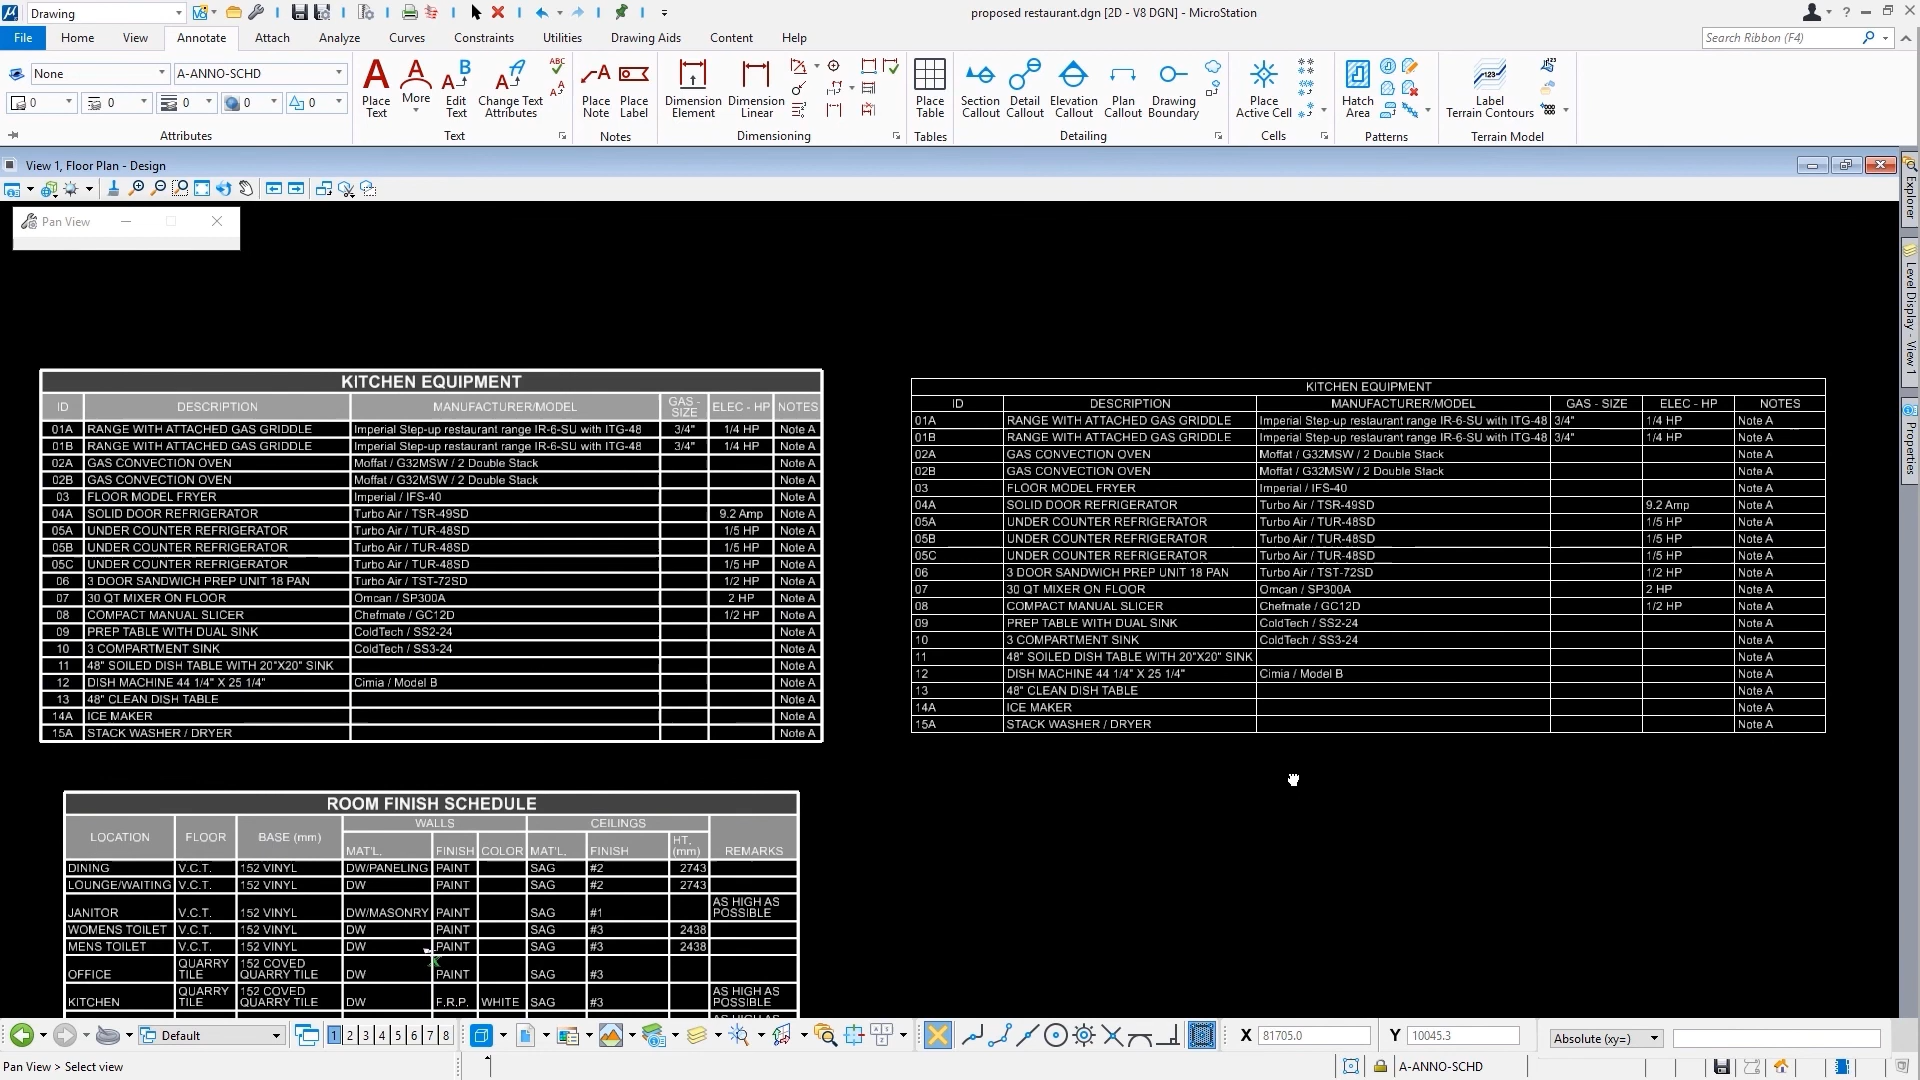 Drawing
proposed restaurant.dgn [2D - V8 DGN] - MicroStation
File Home View Annotate Attach Analyze Curves Constraints Utilities Drawing Aids Content Help
Search Ribbon (F4)
None A-ANNO-SCHD
0 0 0 0 0
Attributes
Place Text
More
Edit Text
Change Text Attributes
Text
Place Note
Place Label
Notes
Dimension Element
Dimension Linear
Dimensioning
Place Table
Tables
Section Callout
Detail Callout
Elevation Callout
Plan Callout
Drawing Boundary
Detailing
Place Active Cell
Cells
Hatch Area
Patterns
Label Terrain Contours
Terrain Model
View 1, Floor Plan - Design
Pan View
Explorer
Level Display - View 1
Properties
KITCHEN EQUIPMENT
ID DESCRIPTION MANUFACTURER/MODEL GAS - SIZE ELEC - HP NOTES
01A RANGE WITH ATTACHED GAS GRIDDLE Imperial Step-up restaurant range IR-6-SU with ITG-48 3/4" 1/4 HP Note A
01B RANGE WITH ATTACHED GAS GRIDDLE Imperial Step-up restaurant range IR-6-SU with ITG-48 3/4" 1/4 HP Note A
02A GAS CONVECTION OVEN Moffat / G32MSW / 2 Double Stack Note A
02B GAS CONVECTION OVEN Moffat / G32MSW / 2 Double Stack Note A
03 FLOOR MODEL FRYER Imperial / IFS-40 Note A
04A SOLID DOOR REFRIGERATOR Turbo Air / TSR-49SD 9.2 Amp Note A
05A UNDER COUNTER REFRIGERATOR Turbo Air / TUR-48SD 1/5 HP Note A
05B UNDER COUNTER REFRIGERATOR Turbo Air / TUR-48SD 1/5 HP Note A
05C UNDER COUNTER REFRIGERATOR Turbo Air / TUR-48SD 1/5 HP Note A
06 3 DOOR SANDWICH PREP UNIT 18 PAN Turbo Air / TST-72SD 1/2 HP Note A
07 30 QT MIXER ON FLOOR Omcan / SP300A 2 HP Note A
08 COMPACT MANUAL SLICER Chefmate / GC12D 1/2 HP Note A
09 PREP TABLE WITH DUAL SINK ColdTech / SS2-24 Note A
10 3 COMPARTMENT SINK ColdTech / SS3-24 Note A
11 48" SOILED DISH TABLE WITH 20"X20" SINK Note A
12 DISH MACHINE 44 1/4" X 25 1/4" Cimia / Model B Note A
13 48" CLEAN DISH TABLE Note A
14A ICE MAKER Note A
15A STACK WASHER / DRYER Note A
KITCHEN EQUIPMENT
ID DESCRIPTION MANUFACTURER/MODEL GAS - SIZE ELEC - HP NOTES
01A RANGE WITH ATTACHED GAS GRIDDLE Imperial Step-up restaurant range IR-6-SU with ITG-48 3/4" 1/4 HP Note A
01B RANGE WITH ATTACHED GAS GRIDDLE Imperial Step-up restaurant range IR-6-SU with ITG-48 3/4" 1/4 HP Note A
02A GAS CONVECTION OVEN Moffat / G32MSW / 2 Double Stack Note A
02B GAS CONVECTION OVEN Moffat / G32MSW / 2 Double Stack Note A
03 FLOOR MODEL FRYER Imperial / IFS-40 Note A
04A SOLID DOOR REFRIGERATOR Turbo Air / TSR-49SD 9.2 Amp Note A
05A UNDER COUNTER REFRIGERATOR Turbo Air / TUR-48SD 1/5 HP Note A
05B UNDER COUNTER REFRIGERATOR Turbo Air / TUR-48SD 1/5 HP Note A
05C UNDER COUNTER REFRIGERATOR Turbo Air / TUR-48SD 1/5 HP Note A
06 3 DOOR SANDWICH PREP UNIT 18 PAN Turbo Air / TST-72SD 1/2 HP Note A
07 30 QT MIXER ON FLOOR Omcan / SP300A 2 HP Note A
08 COMPACT MANUAL SLICER Chefmate / GC12D 1/2 HP Note A
09 PREP TABLE WITH DUAL SINK ColdTech / SS2-24 Note A
10 3 COMPARTMENT SINK ColdTech / SS3-24 Note A
11 48" SOILED DISH TABLE WITH 20"X20" SINK Note A
12 DISH MACHINE 44 1/4" X 25 1/4" Cimia / Model B Note A
13 48" CLEAN DISH TABLE Note A
14A ICE MAKER Note A
15A STACK WASHER / DRYER Note A
ROOM FINISH SCHEDULE
LOCATION FLOOR BASE (mm) WALLS CEILINGS REMARKS
MAT'L. FINISH COLOR MAT'L. FINISH HT. (mm)
DINING V.C.T. 152 VINYL DW/PANELING PAINT SAG #2 2743
LOUNGE/WAITING V.C.T. 152 VINYL DW PAINT SAG #2 2743
JANITOR V.C.T. 152 VINYL DW/MASONRY PAINT SAG #1 AS HIGH AS POSSIBLE
WOMENS TOILET V.C.T. 152 VINYL DW PAINT SAG #3 2438
MENS TOILET V.C.T. 152 VINYL DW PAINT SAG #3 2438
OFFICE QUARRY TILE 152 COVED QUARRY TILE DW PAINT SAG #3
KITCHEN QUARRY TILE 152 COVED QUARRY TILE DW F.R.P. WHITE SAG #3 AS HIGH AS POSSIBLE
Default 1 2 3 4 5 6 7 8
X 81705.0 Y 10045.3 Absolute (xy=)
Pan View > Select view
A-ANNO-SCHD